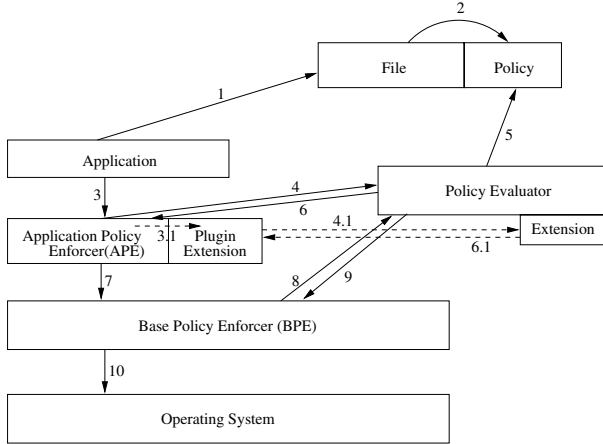 2
File
Policy
1
5
Application
3
4
Policy Evaluator
6
Application Policy
Enforcer(APE)
3.1
Plugin
Extension
4.1
Extension
6.1
7
8
9
Base Policy Enforcer (BPE)
10
Operating System